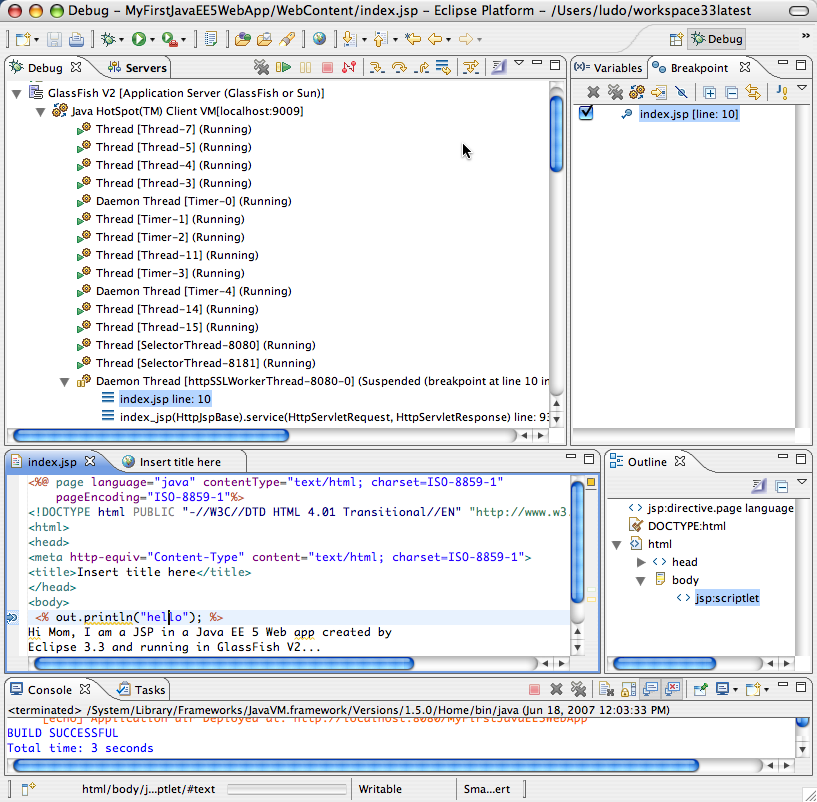 Debug - MyFirstJavaEE5WebApp/WebContent/index.jsp - Eclipse Platform - /Users/ludo/workspace33latest
Debug
»
Debug
Servers
GlassFish V2 [Application Server (GlassFish or Sun)]
Java HotSpot(TM) Client VM[localhost:9009]
Thread [Thread-7] (Running)
Thread [Thread-5] (Running)
Thread [Thread-4] (Running)
Thread [Thread-3] (Running)
Daemon Thread [Timer-0] (Running)
Thread [Timer-1] (Running)
Thread [Timer-2] (Running)
Thread [Thread-11] (Running)
Thread [Timer-3] (Running)
Daemon Thread [Timer-4] (Running)
Thread [Thread-14] (Running)
Thread [Thread-15] (Running)
Thread [SelectorThread-8080] (Running)
Thread [SelectorThread-8181] (Running)
Daemon Thread [httpSSLWorkerThread-8080-0] (Suspended (breakpoint at line 10 in
index.jsp line: 10
index_jsp(HttpJspBase).service(HttpServletRequest, HttpServletResponse) line: 93
(x)= Variables
Breakpoint
index.jsp [line: 10]
index.jsp
Insert title here
<%@ page language="java" contentType="text/html; charset=ISO-8859-1"
pageEncoding="ISO-8859-1"%>
<!DOCTYPE html PUBLIC "-//W3C//DTD HTML 4.01 Transitional//EN" "http://www.w3.
<html>
<head>
<meta http-equiv="Content-Type" content="text/html; charset=ISO-8859-1">
<title>Insert title here</title>
</head>
<body>
<% out.println("hello"); %>
Hi Mom, I am a JSP in a Java EE 5 Web app created by
Eclipse 3.3 and running in GlassFish V2...
Outline
jsp:directive.page language
DOCTYPE:html
html
head
body
jsp:scriptlet
Console
Tasks
<terminated> /System/Library/Frameworks/JavaVM.framework/Versions/1.5.0/Home/bin/java (Jun 18, 2007 12:03:33 PM)
[echo] Application dir deployed at: http://localhost:8080/MyFirstJavaEE5WebApp
BUILD SUCCESSFUL
Total time: 3 seconds
html/body/j...ptlet/#text
Writable
Sma...ert